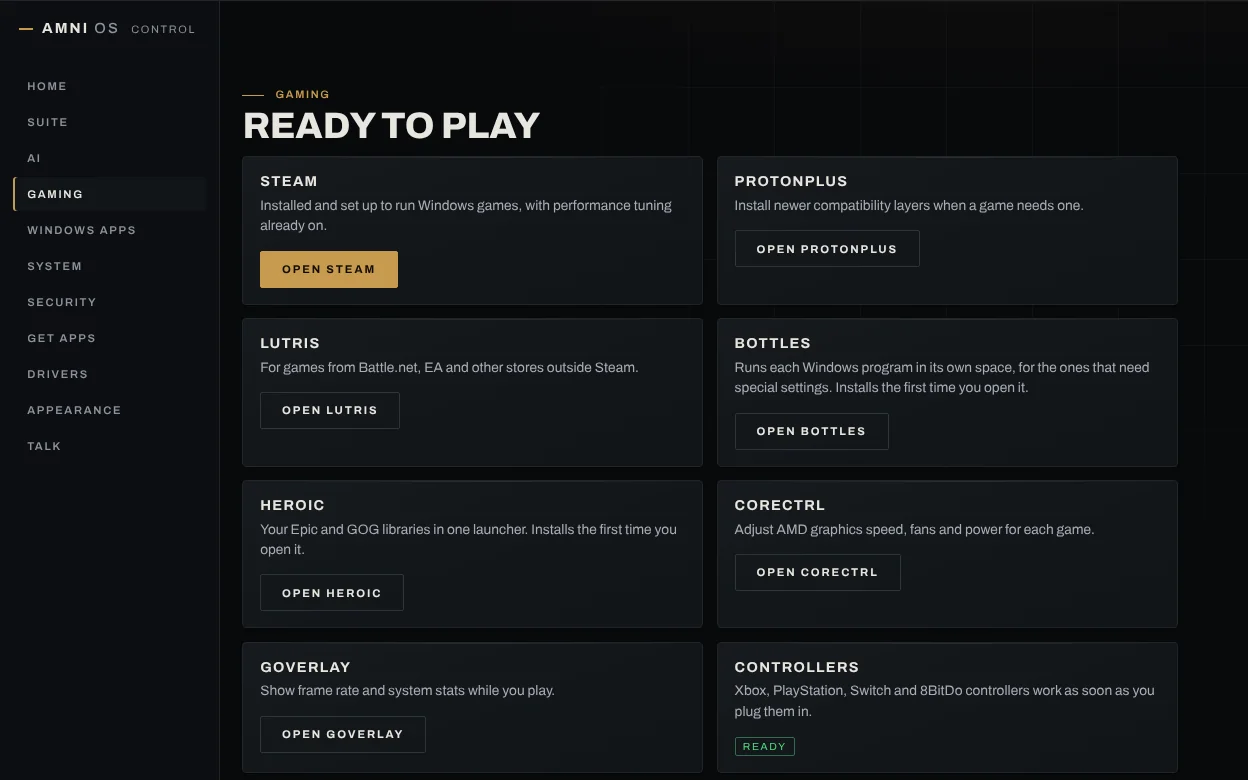 AMNI OS CONTROL
HOME
SUITE
AI
GAMING
WINDOWS APPS
SYSTEM
SECURITY
GET APPS
DRIVERS
APPEARANCE
TALK
GAMING
READY TO PLAY
STEAM
Installed and set up to run Windows games, with performance tuning
already on.
OPEN STEAM
PROTONPLUS
Install newer compatibility layers when a game needs one.
OPEN PROTONPLUS
LUTRIS
For games from Battle.net, EA and other stores outside Steam.
OPEN LUTRIS
BOTTLES
Runs each Windows program in its own space, for the ones that need
special settings. Installs the first time you open it.
OPEN BOTTLES
HEROIC
Your Epic and GOG libraries in one launcher. Installs the first time you
open it.
OPEN HEROIC
CORECTRL
Adjust AMD graphics speed, fans and power for each game.
OPEN CORECTRL
GOVERLAY
Show frame rate and system stats while you play.
OPEN GOVERLAY
CONTROLLERS
Xbox, PlayStation, Switch and 8BitDo controllers work as soon as you
plug them in.
READY